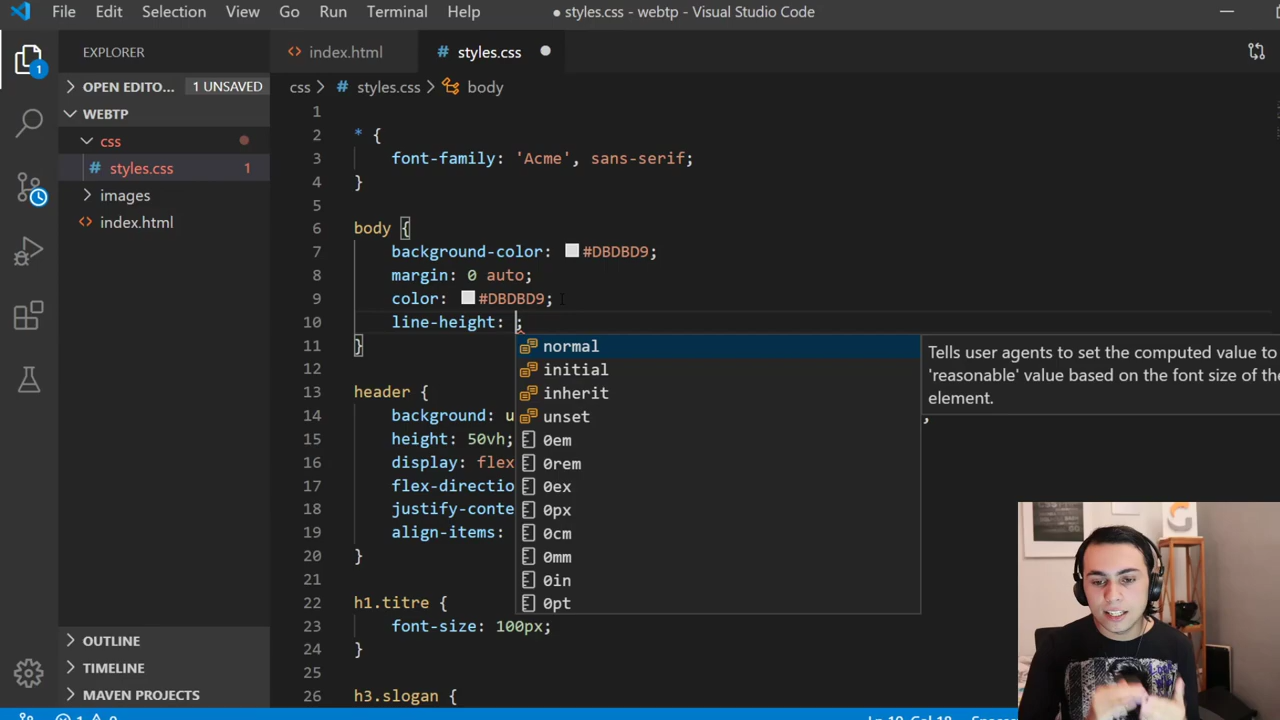 File Edit Selection View Go Run Terminal Help ● styles.css - webtp - Visual Studio Code
EXPLORER
<> index.html # styles.css ●
OPEN EDITO... 1 UNSAVED
css > # styles.css > body
WEBTP
css
# styles.css 1
images
<> index.html
1
2 * {
3 font-family: 'Acme', sans-serif;
4 }
5
6 body {
7 background-color: #DBDBD9;
8 margin: 0 auto;
9 color: #DBDBD9;
10 line-height: ;
11 }
12
13 header {
14 background: u
15 height: 50vh;
16 display: flex
17 flex-directio
18 justify-conte
19 align-items:
20 }
21
22 h1.titre {
23 font-size: 100px;
24 }
25
26 h3.slogan {
normal
initial
inherit
unset
0em
0rem
0ex
0px
0cm
0mm
0in
0pt
Tells user agents to set the computed value to
'reasonable' value based on the font size of the
element.
,
1
OUTLINE
TIMELINE
MAVEN PROJECTS